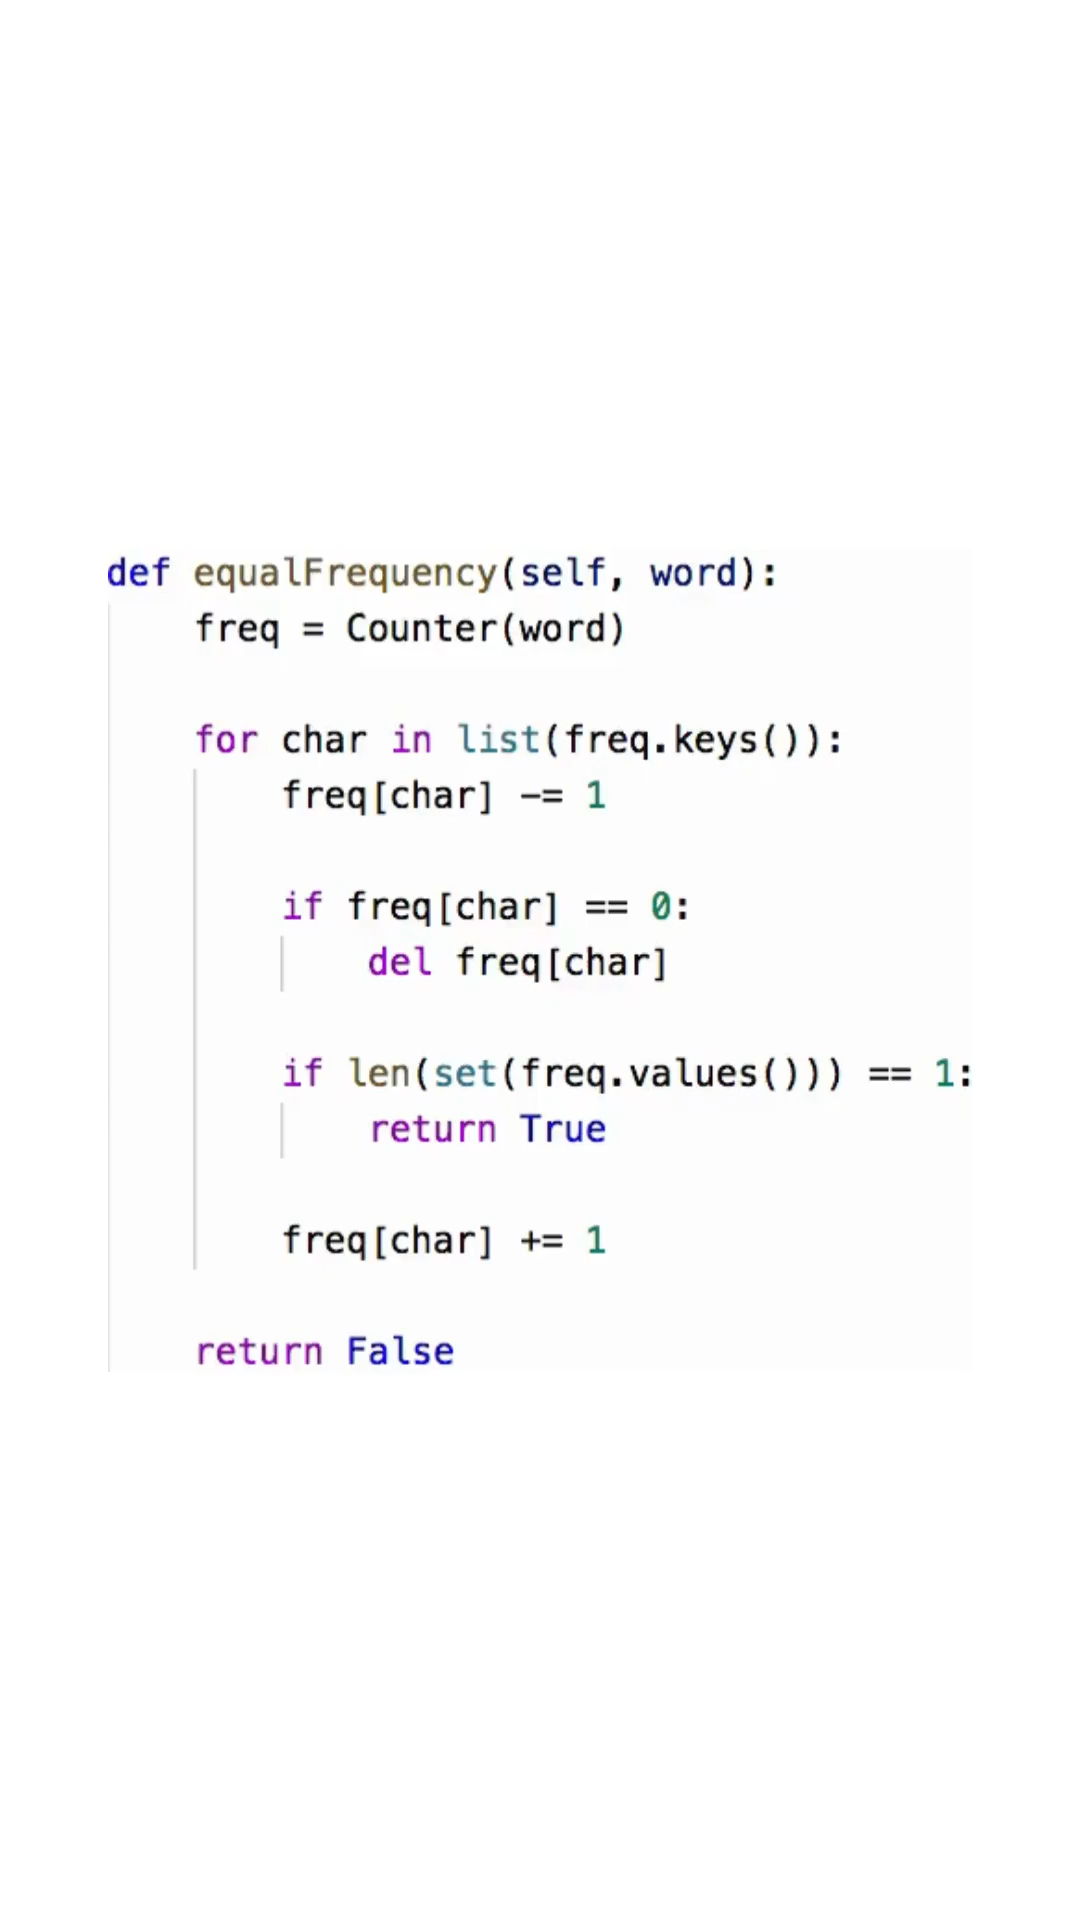 def equalFrequency(self, word):
    freq = Counter(word)
    for char in list(freq.keys()):
        freq[char] -= 1
        if freq[char] == 0:
            del freq[char]
        if len(set(freq.values())) == 1:
            return True
        freq[char] += 1
    return False